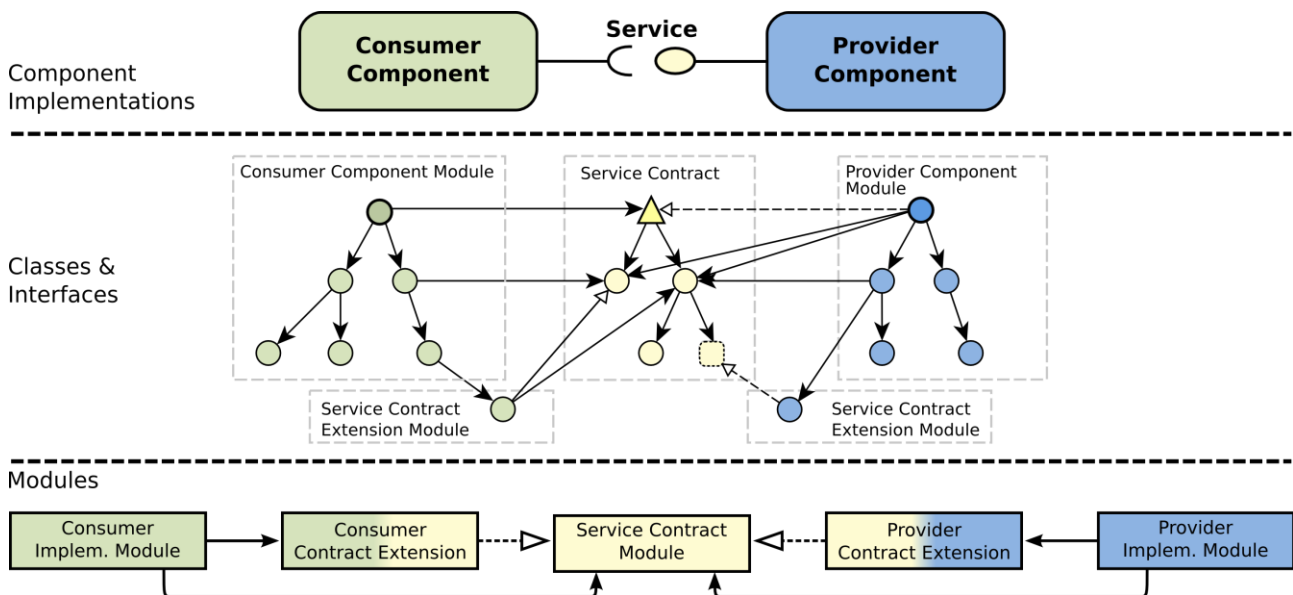 Consumer
Component
Service
Provider
Component
Component
Implementations
Consumer Component Module
Service Contract
Provider Component
Module
Classes &
Interfaces
Service Contract
Extension Module
Service Contract
Extension Module
Modules
Consumer
Implem. Module
Consumer
Contract Extension
Service Contract
Module
Provider
Contract Extension
Provider
Implem. Module